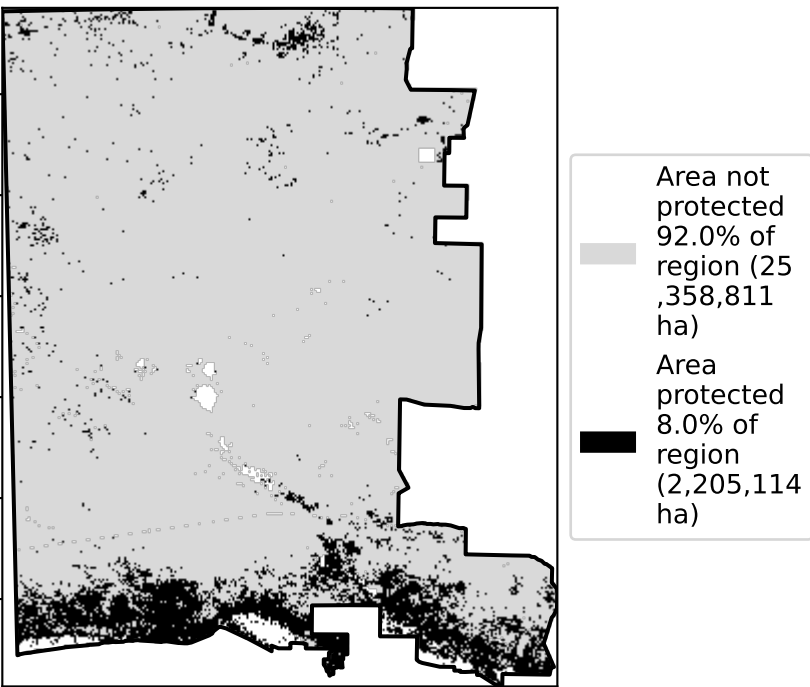 Area not
protected
92.0% of
region (25
,358,811
ha)
Area
protected
8.0% of
region
(2,205,114
ha)